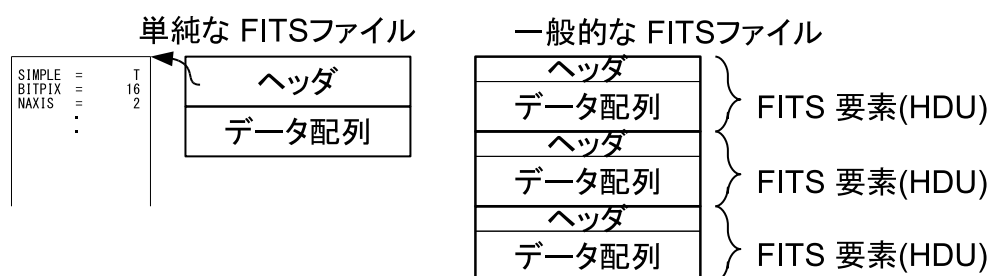 単純な FITSファイル
SIMPLE = T
BITPIX = 16
NAXIS = 2
.
.
ヘッダ
データ配列
一般的な FITSファイル
ヘッダ
データ配列
FITS 要素(HDU)
ヘッダ
データ配列
FITS 要素(HDU)
ヘッダ
データ配列
FITS 要素(HDU)